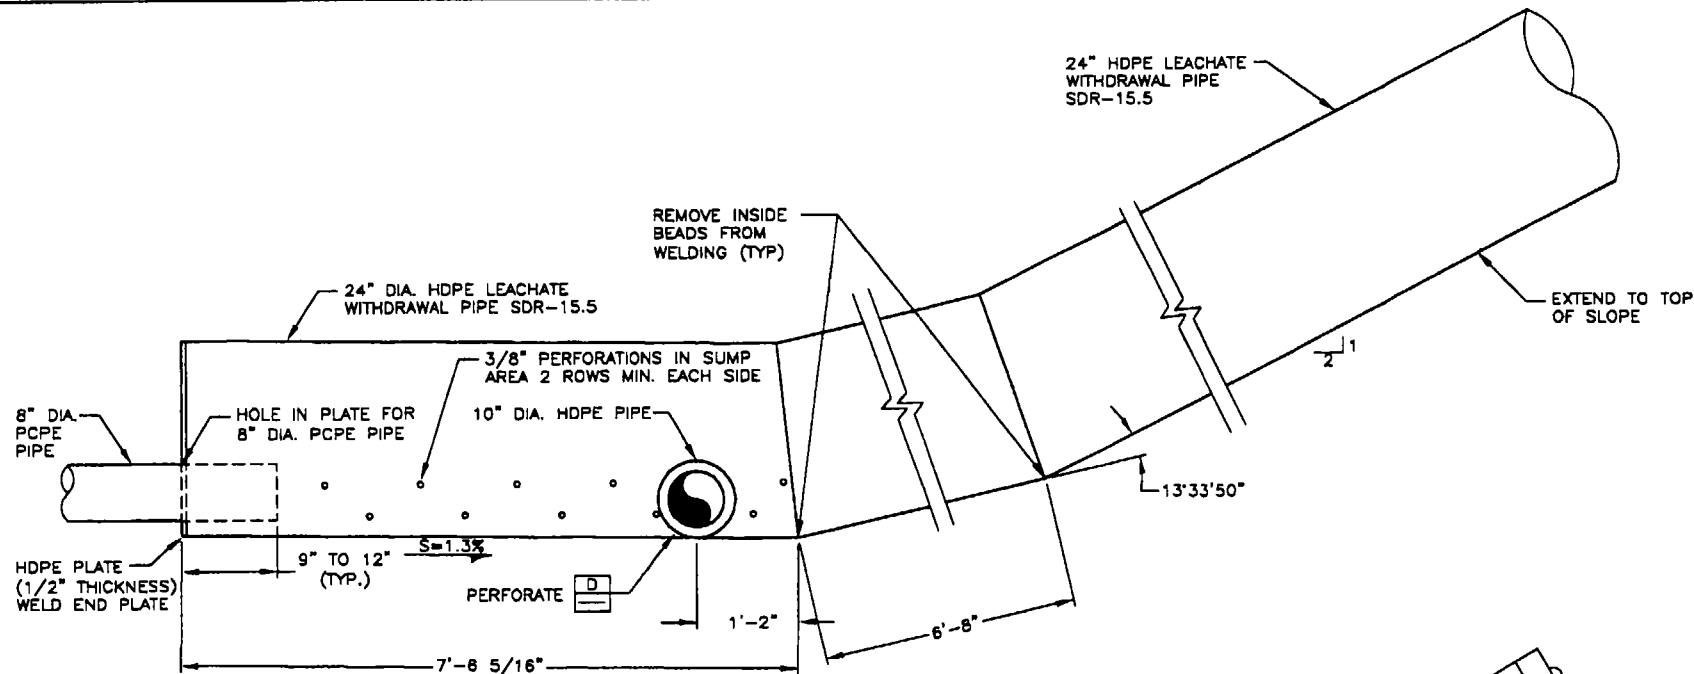 24" HDPE LEACHATE
WITHDRAWAL PIPE
SDR-15.5
REMOVE INSIDE
BEADS FROM
WELDING (TYP)
24" DIA. HDPE LEACHATE
WITHDRAWAL PIPE SDR-15.5
EXTEND TO TOP
OF SLOPE
1
2
3/8" PERFORATIONS IN SUMP
AREA 2 ROWS MIN. EACH SIDE
8" DIA.
PCPE
PIPE
HOLE IN PLATE FOR
8" DIA. PCPE PIPE
10" DIA. HDPE PIPE
13°33'50"
HDPE PLATE
(1/2" THICKNESS)
WELD END PLATE
9" TO 12"
(TYP.)
S=1.3%
PERFORATE
D
1'-2"
6'-8"
7'-6 5/16"